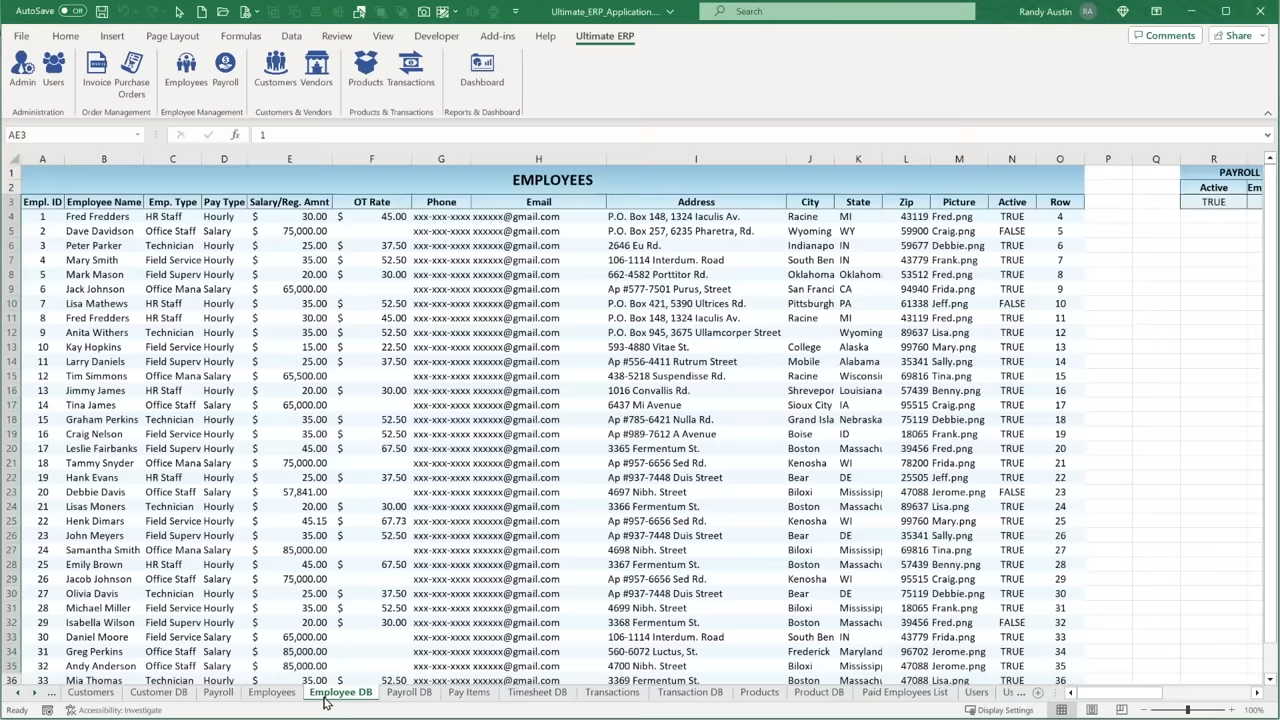 AutoSave Off Ultimate_ERP_Application.... Search Randy Austin RA
File Home Insert Page Layout Formulas Data Review View Developer Add-ins Help Ultimate ERP Comments Share
Admin Users Invoice Purchase Orders Employees Payroll Customers Vendors Products Transactions Dashboard
Administration Order Management Employee Management Customers & Vendors Products & Transactions Reports & Dashboard
AE3 fx 1
A B C D E F G H I J K L M N O P Q R
1 EMPLOYEES PAYROLL
2 Active Em
3 Empl. ID Employee Name Emp. Type Pay Type Salary/Reg. Amnt OT Rate Phone Email Address City State Zip Picture Active Row TRUE
4 1 Fred Fredders HR Staff Hourly $ 30.00 $ 45.00 xxx-xxx-xxxx xxxxxx@gmail.com P.O. Box 148, 1324 Iaculis Av. Racine MI 43119 Fred.png TRUE 4
5 2 Dave Davidson Office Staff Salary $ 75,000.00 xxx-xxx-xxxx xxxxxx@gmail.com P.O. Box 257, 6235 Pharetra, Rd. Wyoming WY 59900 Craig.png FALSE 5
6 3 Peter Parker Technician Hourly $ 25.00 $ 37.50 xxx-xxx-xxxx xxxxxx@gmail.com 2646 Eu Rd. Indianapo IN 59677 Debbie.png TRUE 6
7 4 Mary Smith Field Service Hourly $ 35.00 $ 52.50 xxx-xxx-xxxx xxxxxx@gmail.com 106-1114 Interdum. Road South Ben IN 43779 Frank.png TRUE 7
8 5 Mark Mason Field Superv Hourly $ 20.00 $ 30.00 xxx-xxx-xxxx xxxxxx@gmail.com 662-4582 Porttitor Rd. Oklahoma Oklahom 53512 Fred.png TRUE 8
9 6 Jack Johnson Office Mana Salary $ 65,000.00 xxx-xxx-xxxx xxxxxx@gmail.com Ap #577-7501 Purus, Street San Franci CA 94940 Frida.png TRUE 9
10 7 Lisa Mathews HR Staff Hourly $ 35.00 $ 52.50 xxx-xxx-xxxx xxxxxx@gmail.com P.O. Box 421, 5390 Ultrices Rd. Pittsburgh PA 61338 Jeff.png FALSE 10
11 8 Fred Fredders HR Staff Hourly $ 30.00 $ 45.00 xxx-xxx-xxxx xxxxxx@gmail.com P.O. Box 148, 1324 Iaculis Av. Racine MI 43119 Fred.png TRUE 11
12 9 Anita Withers Technician Hourly $ 35.00 $ 52.50 xxx-xxx-xxxx xxxxxx@gmail.com P.O. Box 945, 3675 Ullamcorper Street Wyoming 89637 Lisa.png TRUE 12
13 10 Kay Hopkins Field Service Hourly $ 15.00 $ 22.50 xxx-xxx-xxxx xxxxxx@gmail.com 593-4880 Vitae St. College Alaska 99760 Mary.png TRUE 13
14 11 Larry Daniels Field Superv Hourly $ 25.00 $ 37.50 xxx-xxx-xxxx xxxxxx@gmail.com Ap #556-4411 Rutrum Street Mobile Alabama 35341 Sally.png TRUE 14
15 12 Tim Simmons Office Mana Salary $ 65,500.00 xxx-xxx-xxxx xxxxxx@gmail.com 438-5218 Suspendisse Rd. Racine Wisconsi 69816 Tina.png TRUE 15
16 13 Jimmy James HR Staff Hourly $ 20.00 $ 30.00 xxx-xxx-xxxx xxxxxx@gmail.com 1016 Convallis Rd. Shrevepor Louisiana 57439 Benny.png TRUE 16
17 14 Tina James Office Staff Salary $ 65,000.00 xxx-xxx-xxxx xxxxxx@gmail.com 6437 Mi Avenue Sioux City IA 95515 Craig.png TRUE 17
18 15 Graham Perkins Technician Hourly $ 35.00 $ 52.50 xxx-xxx-xxxx xxxxxx@gmail.com Ap #785-6421 Nulla Rd. Grand Isla Nebraska 75119 Debbie.png TRUE 18
19 16 Craig Nelson Field Superv Hourly $ 35.00 $ 52.50 xxx-xxx-xxxx xxxxxx@gmail.com Ap #989-7612 A Avenue Boise ID 18065 Frank.png TRUE 19
20 17 Leslie Fairbanks Field Superv Hourly $ 45.00 $ 67.50 xxx-xxx-xxxx xxxxxx@gmail.com 3365 Fermentum St. Boston Massach 39456 Fred.png TRUE 20
21 18 Tammy Snyder Office Mana Salary $ 75,000.00 xxx-xxx-xxxx xxxxxx@gmail.com Ap #957-6656 Sed Rd. Kenosha WI 78200 Frida.png TRUE 21
22 19 Hank Evans HR Staff Hourly $ 25.00 $ 37.50 xxx-xxx-xxxx xxxxxx@gmail.com Ap #937-7448 Duis Street Bear DE 25505 Jeff.png TRUE 22
23 20 Debbie Davis Office Staff Salary $ 57,841.00 xxx-xxx-xxxx xxxxxx@gmail.com 4697 Nibh. Street Biloxi Mississip 47088 Jerome.png FALSE 23
24 21 Lisas Moners Technician Hourly $ 20.00 $ 30.00 xxx-xxx-xxxx xxxxxx@gmail.com 3366 Fermentum St. Boston Massach 47088 Lisa.png TRUE 24
25 22 Henk Dimars Field Service Hourly $ 45.15 $ 67.73 xxx-xxx-xxxx xxxxxx@gmail.com Ap #957-6656 Sed Rd. Kenosha WI 99760 Mary.png TRUE 25
26 23 John Meyers Field Superv Hourly $ 35.00 $ 52.50 xxx-xxx-xxxx xxxxxx@gmail.com Ap #937-7448 Duis Street Bear DE 35341 Sally.png TRUE 26
27 24 Samantha Smith Office Mana Salary $ 85,000.00 xxx-xxx-xxxx xxxxxx@gmail.com 4698 Nibh. Street Biloxi Mississip 69816 Tina.png TRUE 27
28 25 Emily Brown Field Service Hourly $ 45.00 $ 67.50 xxx-xxx-xxxx xxxxxx@gmail.com 3367 Fermentum St. Boston Massach 57439 Benny.png TRUE 28
29 26 Jacob Johnson Office Staff Salary $ 75,000.00 xxx-xxx-xxxx xxxxxx@gmail.com Ap #957-6656 Sed Rd. Kenosha WI 95515 Craig.png TRUE 29
30 27 Olivia Davis Technician Hourly $ 25.00 $ 37.50 xxx-xxx-xxxx xxxxxx@gmail.com Ap #937-7448 Duis Street Bear DE 75119 Debbie.png TRUE 30
31 28 Michael Miller Field Service Hourly $ 35.00 $ 52.50 xxx-xxx-xxxx xxxxxx@gmail.com 4699 Nibh. Street Biloxi Mississip 18065 Frank.png TRUE 31
32 29 Isabella Wilson Field Superv Hourly $ 20.00 $ 30.00 xxx-xxx-xxxx xxxxxx@gmail.com 3368 Fermentum St. Boston Massach 39456 Fred.png FALSE 32
33 30 Daniel Moore Field Service Salary $ 65,000.00 xxx-xxx-xxxx xxxxxx@gmail.com 106-1114 Interdum. Road South Ben IN 43779 Frida.png TRUE 33
34 31 Greg Perkins Field Superv Salary $ 85,000.00 xxx-xxx-xxxx xxxxxx@gmail.com 560-6072 Luctus, St. Frederick Maryland 96702 Jerome.png TRUE 34
35 32 Andy Anderson Office Mana Salary $ 85,000.00 xxx-xxx-xxxx xxxxxx@gmail.com 4700 Nibh. Street Biloxi Mississip 47088 Jerome.png TRUE 35
33 Mia Thomas Technician Hourly $ 35.00 $ 52.50 xxx-xxx-xxxx xxxxxx@gmail.com 3369 Fermentum St. Boston Massach 89637 Lisa.png TRUE 36
... Customers Customer DB Payroll Employees Employee DB Payroll DB Pay Items Timesheet DB Transactions Transaction DB Products Product DB Paid Employees List Users Us ...
Ready Accessibility: Investigate Display Settings 100%